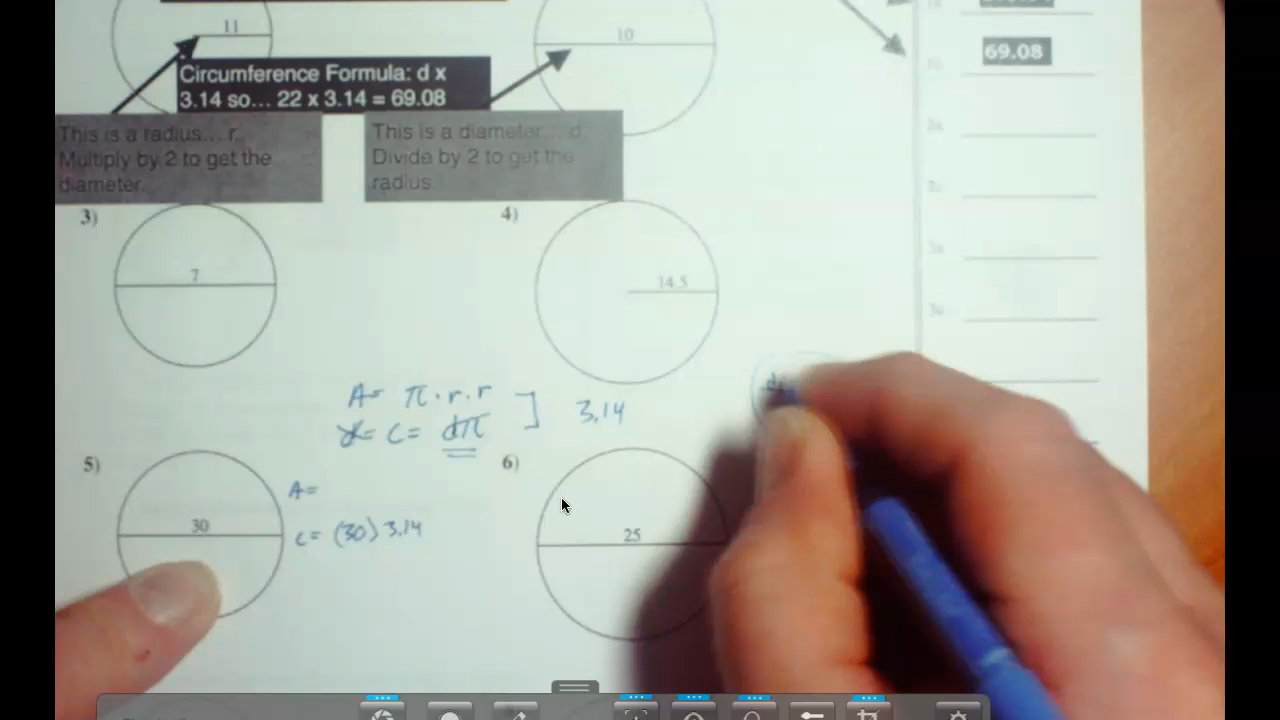 11
10
69.08
Circumference Formula: d x
3.14 so... 22 x 3.14 = 69.08
This is a radius... r.
Multiply by 2 to get the
diameter.
This is a diameter... d.
Divide by 2 to get the
radius.
3)
7
4)
14.5
A= π·r·r
C= dπ
3.14
5)
30
A=
C= (30) 3.14
6)
25